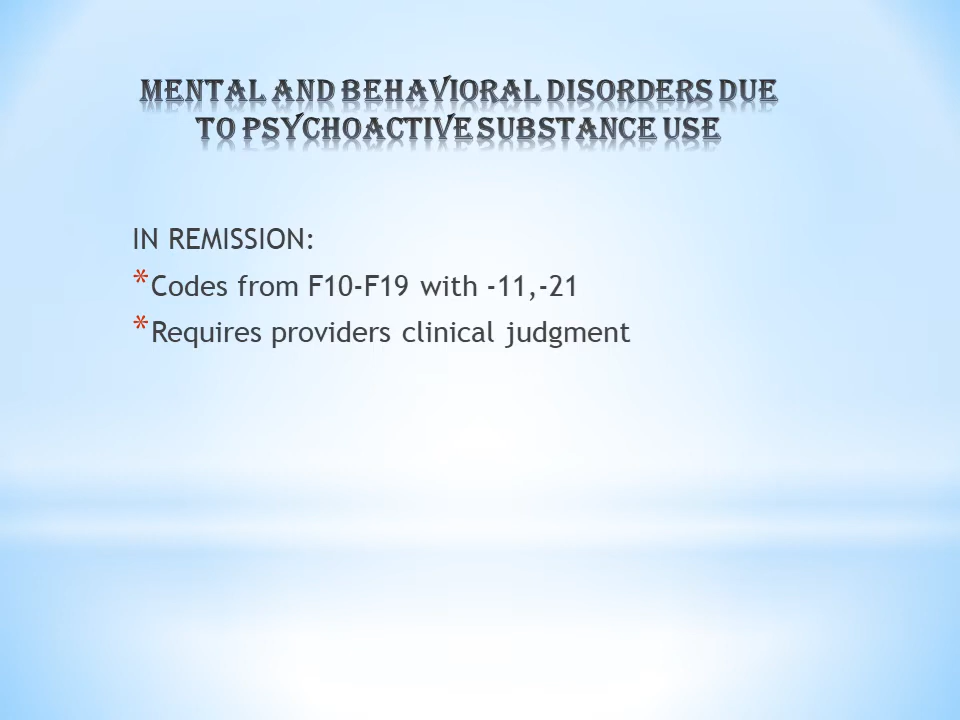 MENTAL AND BEHAVIORAL DISORDERS DUE
TO PSYCHOACTIVE SUBSTANCE USE
IN REMISSION:
*Codes from F10-F19 with -11,-21
*Requires providers clinical judgment